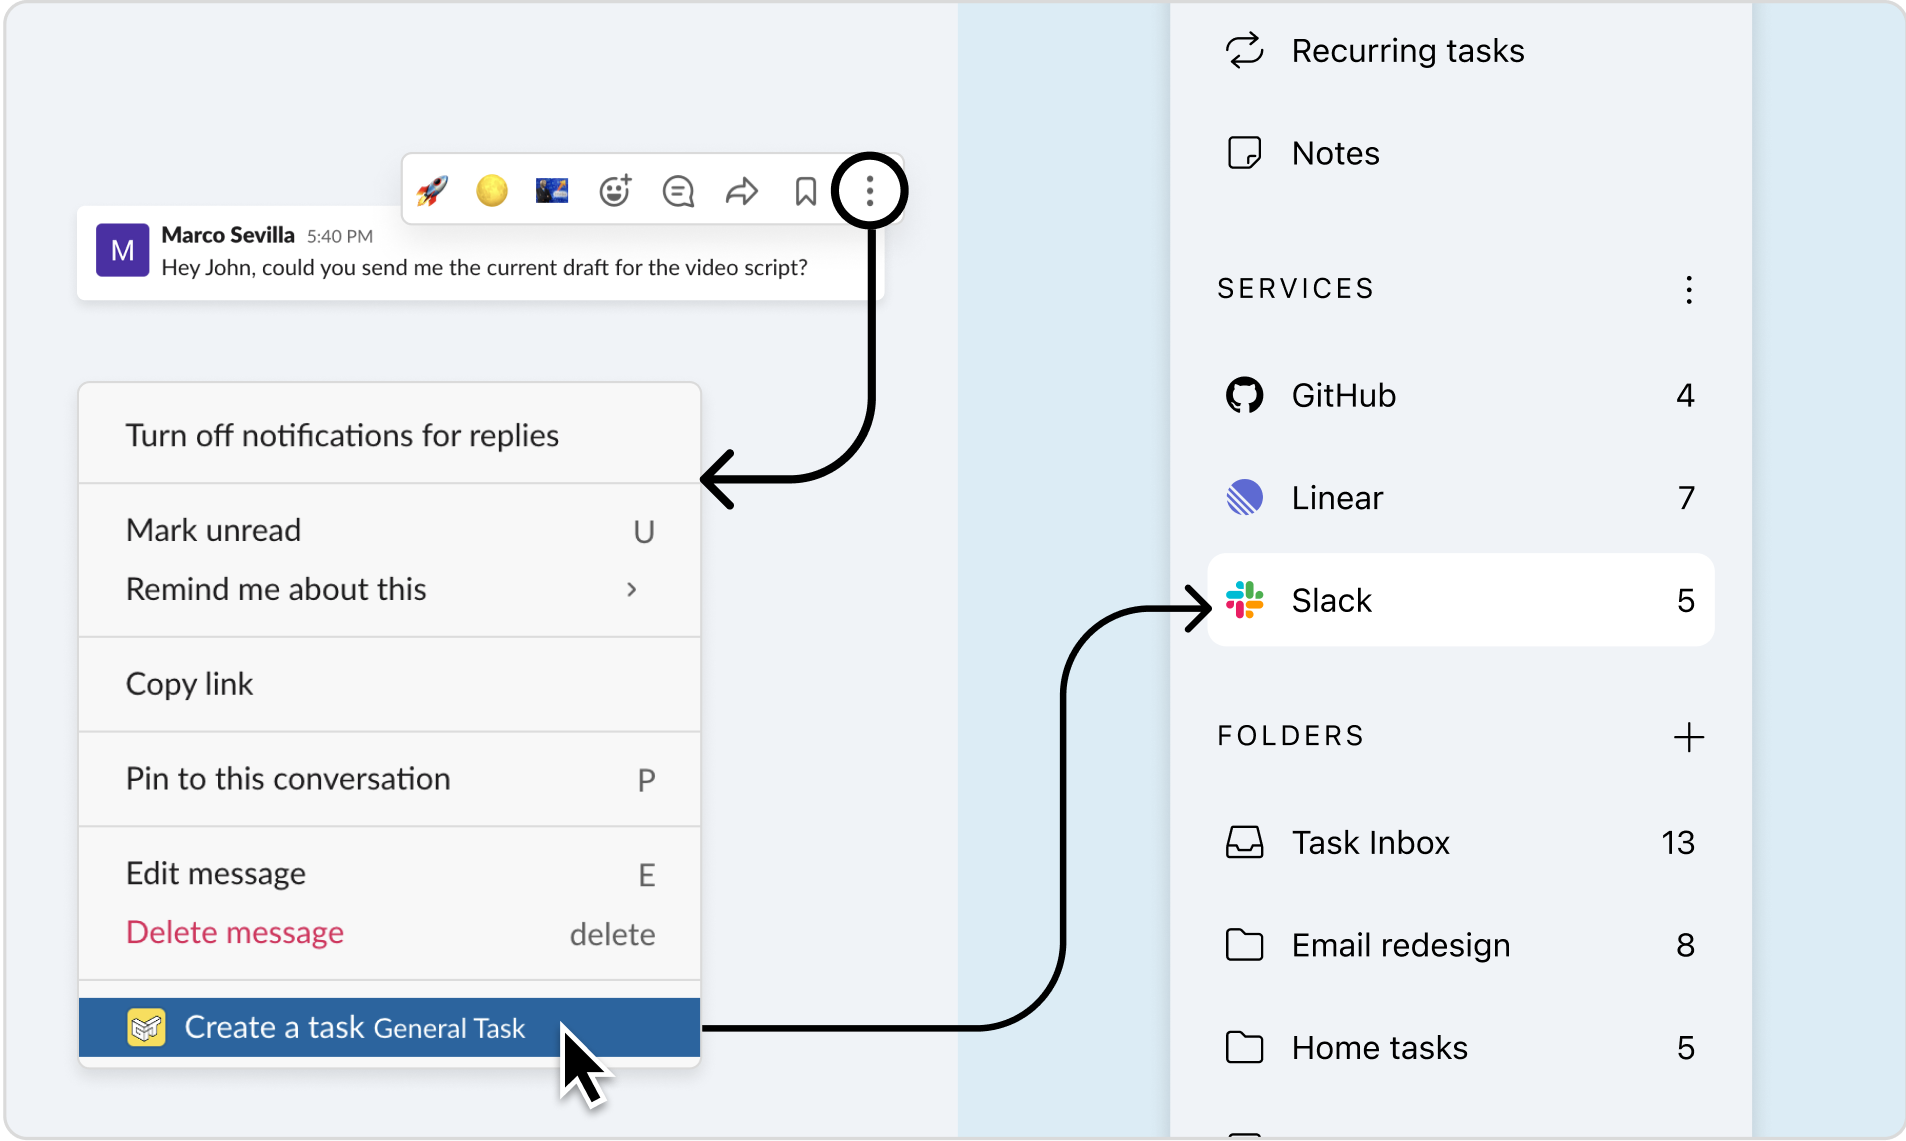 M
Marco Sevilla 5:40 PM
Hey John, could you send me the current draft for the video script?
Turn off notifications for replies
Mark unread U
Remind me about this
Copy link
Pin to this conversation P
Edit message E
Delete message delete
Create a task General Task
Recurring tasks
Notes
SERVICES
GitHub 4
Linear 7
Slack 5
FOLDERS
Task Inbox 13
Email redesign 8
Home tasks 5